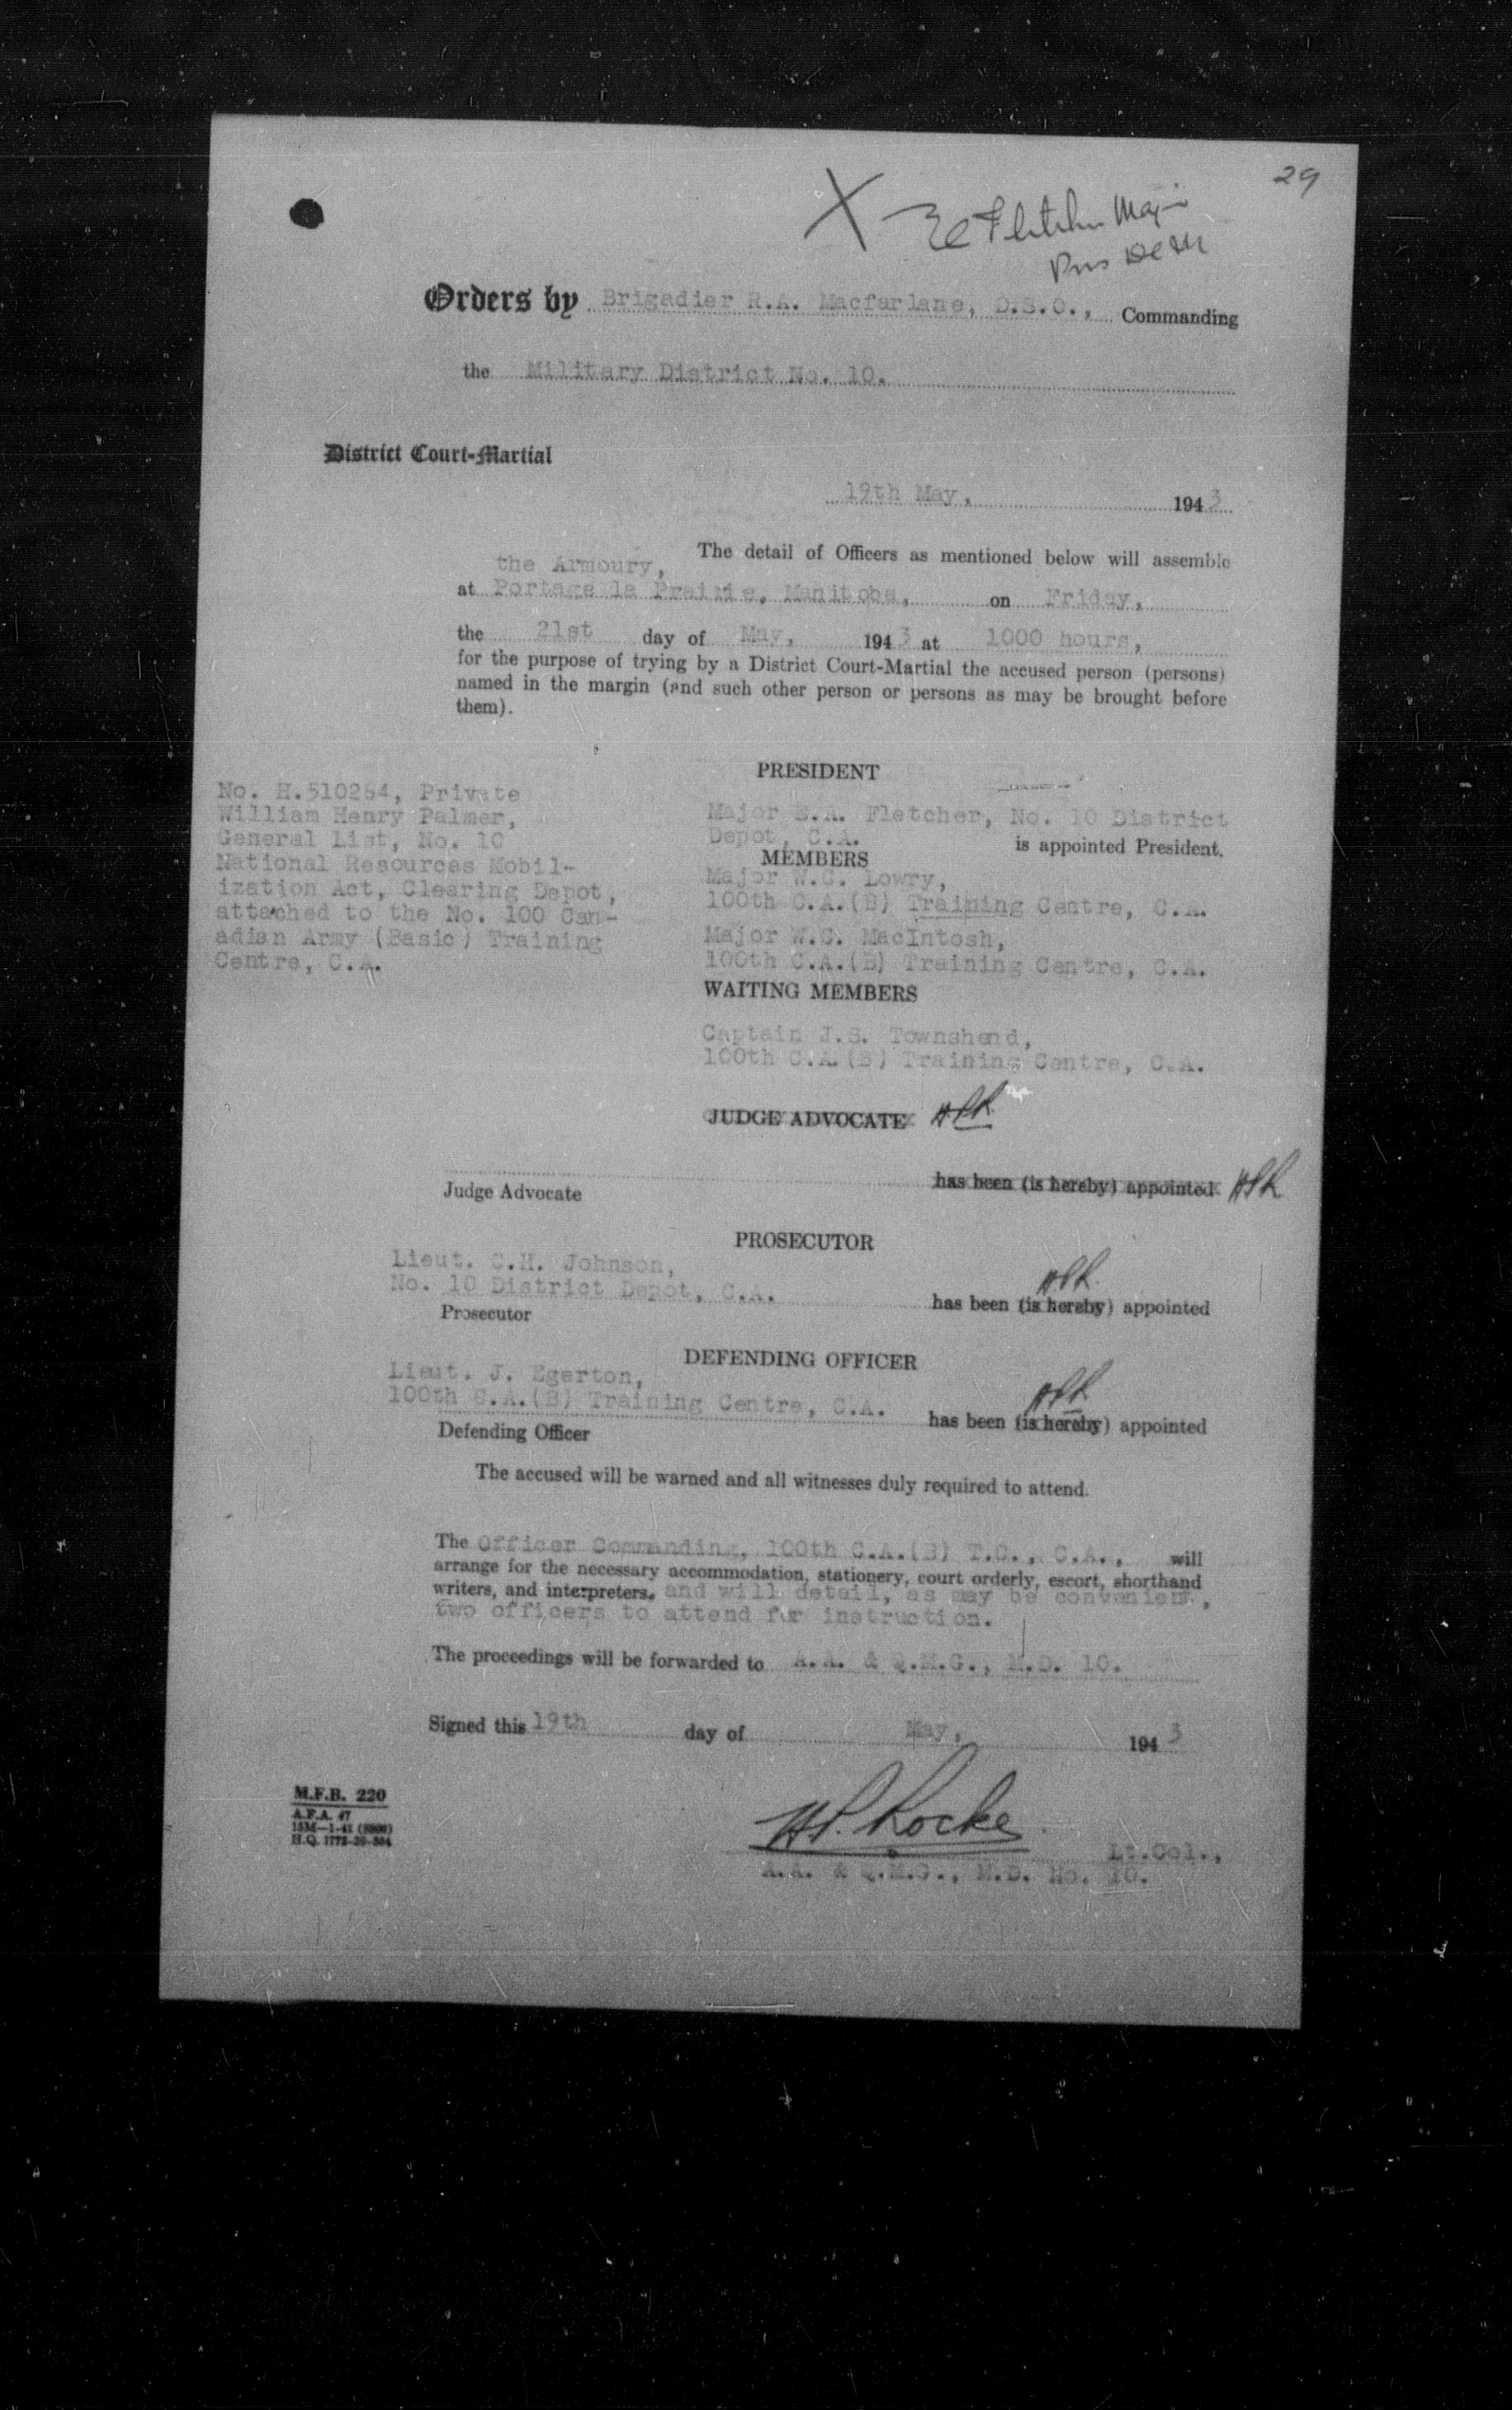 29
X E A Fletcher Major
Pres DCM
Orders by Brigadier R.A. Macfarlane, D.S.O., Commanding
the Military District No. 10.
District Court-Martial
19th May, 1943
The detail of Officers as mentioned below will assemble
the Armoury,
at Portage la Prairie, Manitoba, on Friday,
the 21st day of May, 1943 at 1000 hours,
for the purpose of trying by a District Court-Martial the accused person (persons)
named in the margin (and such other person or persons as may be brought before
them).
No. H.510264, Private
William Henry Palmer,
General List, No. 10
National Resources Mobil-
ization Act, Clearing Depot,
attached to the No. 100 Can-
adian Army (Basic) Training
Centre, C.A.
PRESIDENT
Major E.A. Fletcher, No. 10 District
Depot, C.A. is appointed President.
MEMBERS
Major W.C. Lowry,
100th C.A.(B) Training Centre, C.A.
Major W.G. MacIntosh,
100th C.A.(B) Training Centre, C.A.
WAITING MEMBERS
Captain J.S. Townshend,
100th C.A.(B) Training Centre, C.A.
JUDGE ADVOCATE HPR
has been (is hereby) appointed
Judge Advocate
PROSECUTOR
Lieut. C.H. Johnson,
No. 10 District Depot, C.A. has been (is hereby) appointed
Prosecutor
DEFENDING OFFICER
Lieut. J. Egerton,
100th C.A.(B) Training Centre, C.A. has been (is hereby) appointed
Defending Officer
The accused will be warned and all witnesses duly required to attend.
The Officer Commanding, 100th C.A.(B) T.C., C.A., will
arrange for the necessary accommodation, stationery, court orderly, escort, shorthand
writers, and interpreters, and will detail, as may be convenient,
two officers to attend for instruction.
The proceedings will be forwarded to A.A. & Q.M.G., M.D. 10.
Signed this 19th day of May, 1943
M.F.B. 220
A.F.A. 47
15M—1-41
H.Q. 1772-39-
Lt.Col.,
A.A. & Q.M.G., M.D. No. 10.